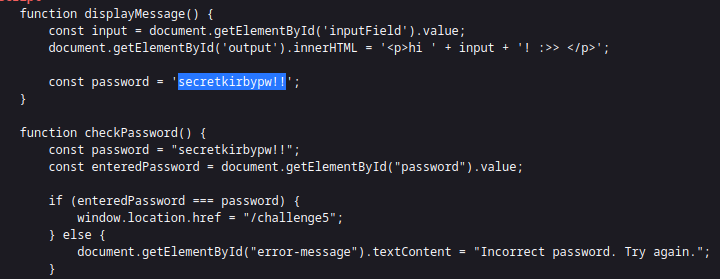 function displayMessage() {
const input = document.getElementById('inputField').value;
document.getElementById('output').innerHTML = '<p>hi ' + input + '! :>> </p>';
const password = 'secretkirbypw!!';
}
function checkPassword() {
const password = "secretkirbypw!!";
const enteredPassword = document.getElementById("password").value;
if (enteredPassword === password) {
window.location.href = "/challenge5";
} else {
document.getElementById("error-message").textContent = "Incorrect password. Try again.";
}